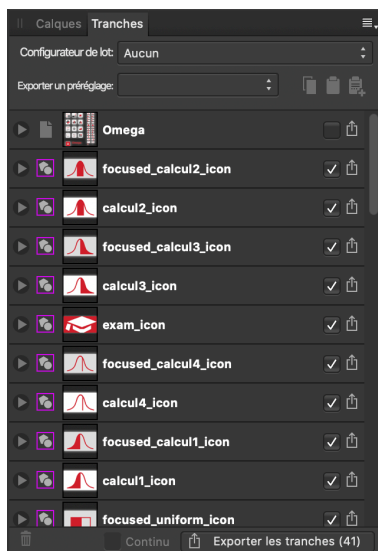 Calques Tranches
Configurateur de lot: Aucun
Exporter un préréglage:
Omega
focused_calcul2_icon
calcul2_icon
focused_calcul3_icon
calcul3_icon
exam_icon
focused_calcul4_icon
calcul4_icon
focused_calcul1_icon
calcul1_icon
focused_uniform_icon
Continu Exporter les tranches (41)